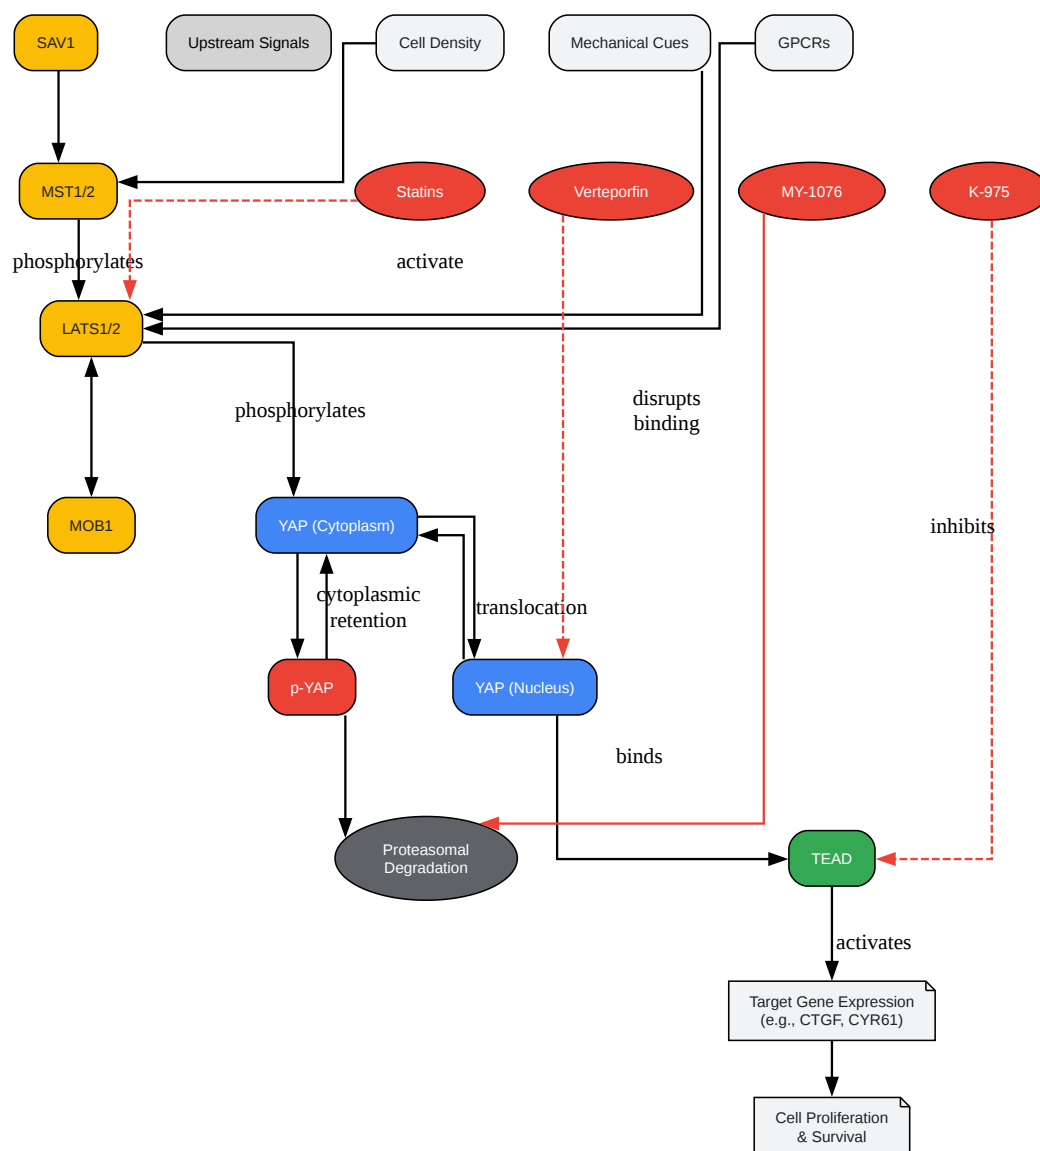 SAV1
Upstream Signals
Cell Density
Mechanical Cues
GPCRs
MST1/2
Statins
Verteporfin
MY-1076
K-975
phosphorylates
activate
LATS1/2
disrupts
binding
phosphorylates
MOB1
YAP (Cytoplasm)
inhibits
cytoplasmic
retention
translocation
p-YAP
YAP (Nucleus)
binds
Proteasomal
Degradation
TEAD
activates
Target Gene Expression
(e.g., CTGF, CYR61)
Cell Proliferation
& Survival